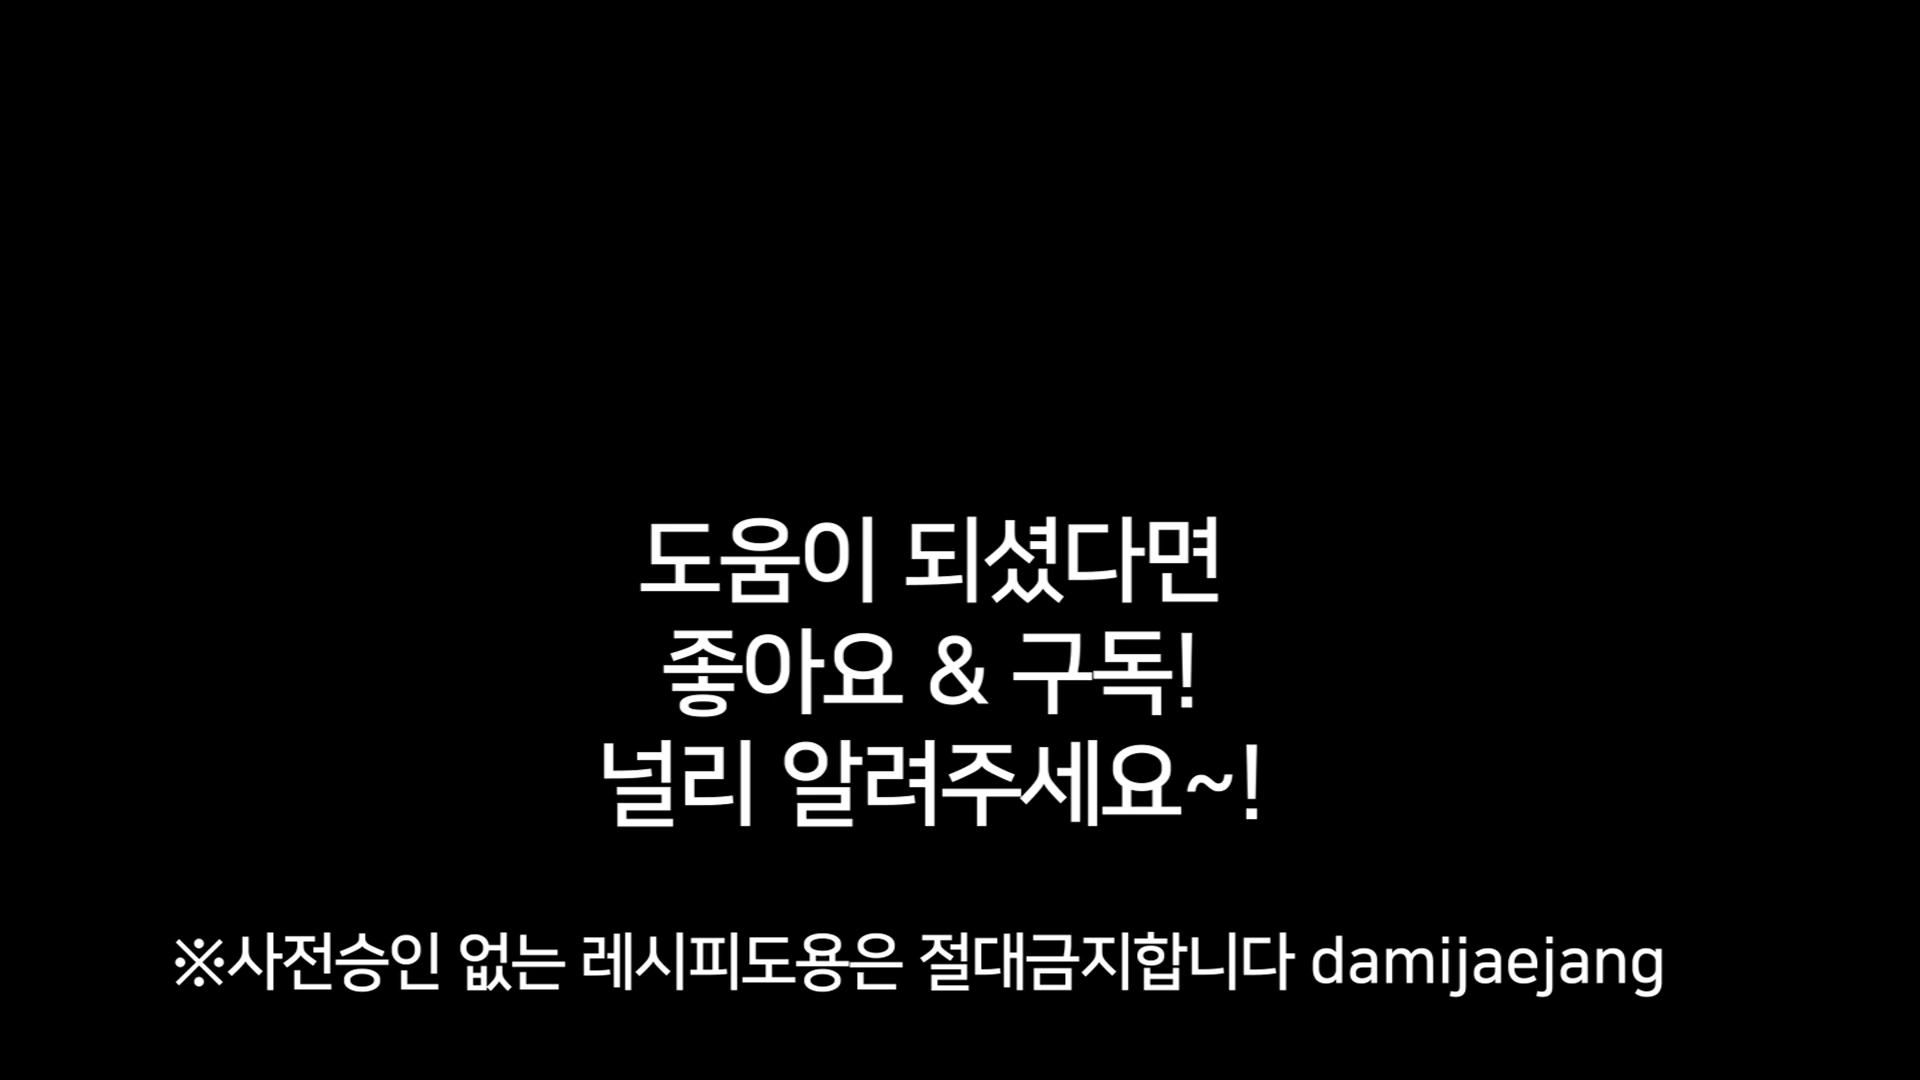 도움이 되셨다면
좋아요 & 구독!
널리 알려주세요~!
※사전승인 없는 레시피도용은 절대금지합니다 damijaejang